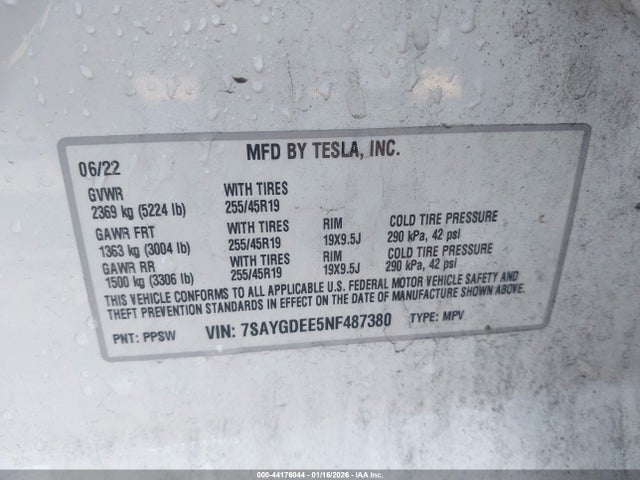 MFD BY TESLA, INC.
06/22
GVWR WITH TIRES
2369 kg (5224 lb) 255/45R19
GAWR FRT WITH TIRES RIM COLD TIRE PRESSURE
1363 kg (3004 lb) 255/45R19 19X9.5J 290 kPa, 42 psi
GAWR RR WITH TIRES RIM COLD TIRE PRESSURE
1500 kg (3306 lb) 255/45R19 19X9.5J 290 kPa, 42 psi
THIS VEHICLE CONFORMS TO ALL APPLICABLE U.S. FEDERAL MOTOR VEHICLE SAFETY AND
THEFT PREVENTION STANDARDS IN EFFECT ON THE DATE OF MANUFACTURE SHOWN ABOVE.
PNT: PPSW VIN: 7SAYGDEE5NF487380 TYPE: MPV
000-44176044 | 01/16/2026 - IAA Inc.